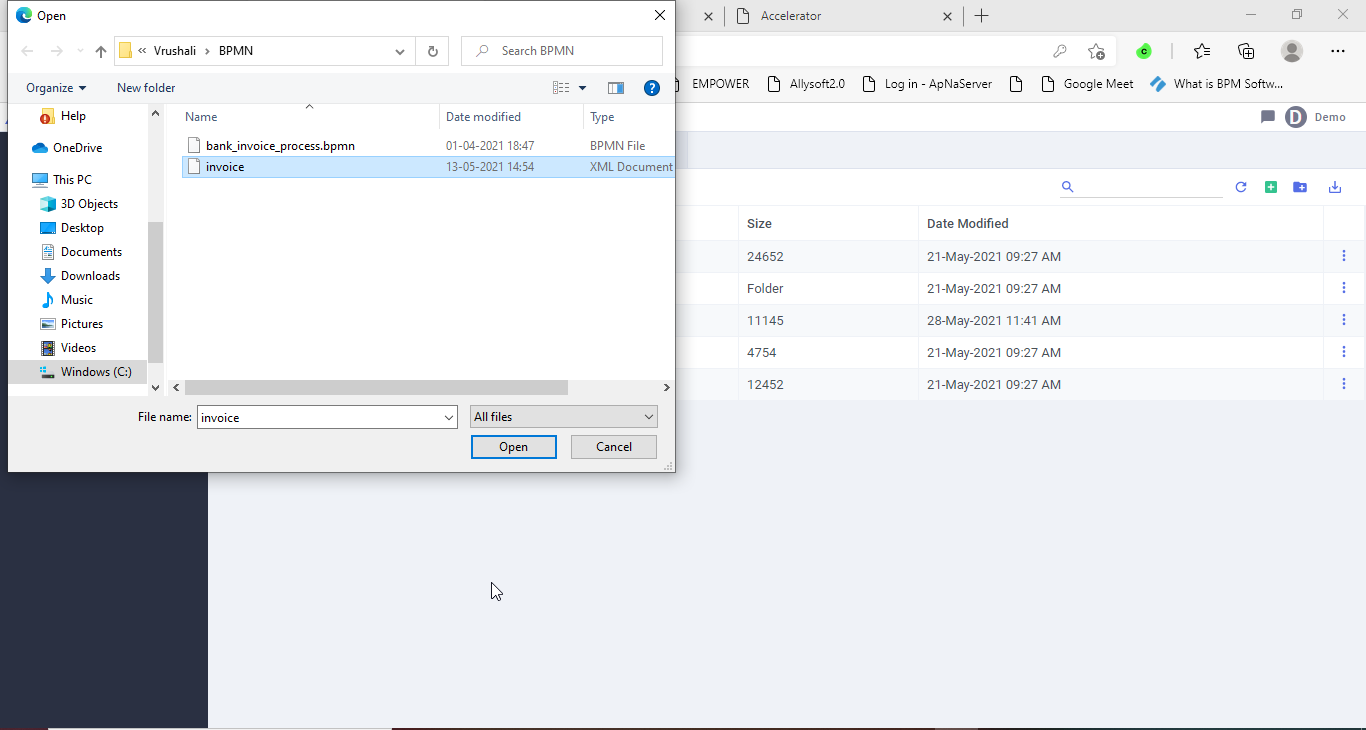 Open
Accelerator
« Vrushali › BPMN
Search BPMN
Organize
New folder
EMPOWER
Allysoft2.0
Log in - ApNaServer
Google Meet
What is BPM Softw...
D Demo
Name Date modified Type
bank_invoice_process.bpmn 01-04-2021 18:47 BPMN File
invoice 13-05-2021 14:54 XML Document
Help
OneDrive
This PC
3D Objects
Desktop
Documents
Downloads
Music
Pictures
Videos
Windows (C:)
File name: invoice All files
Open Cancel
Size Date Modified
24652 21-May-2021 09:27 AM
Folder 21-May-2021 09:27 AM
11145 28-May-2021 11:41 AM
4754 21-May-2021 09:27 AM
12452 21-May-2021 09:27 AM